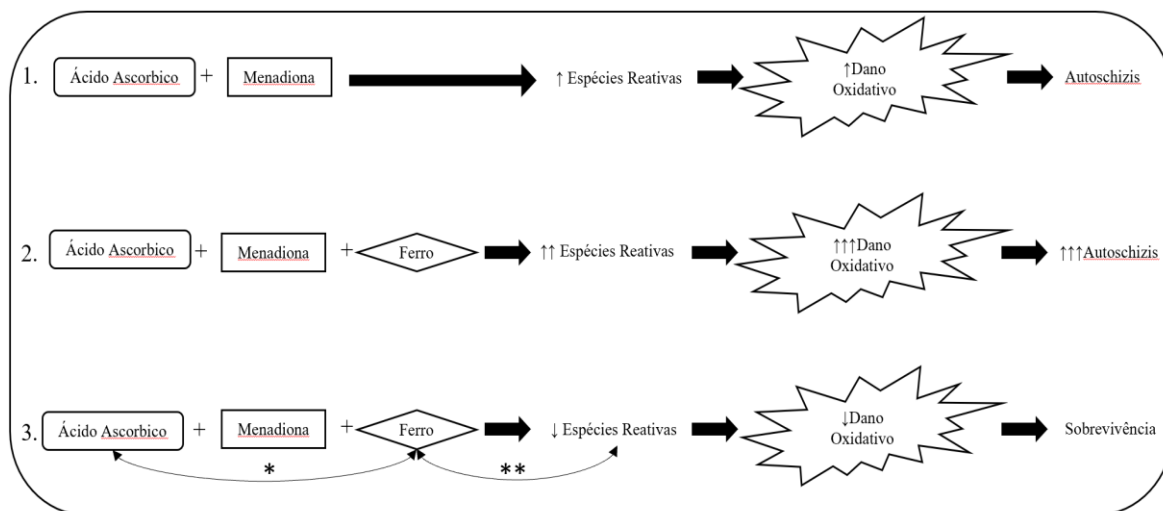 1. Ácido Ascorbico + Menadiona ↑ Espécies Reativas ↑Dano Oxidativo Autoschizis
2. Ácido Ascorbico + Menadiona + Ferro ↑↑ Espécies Reativas ↑↑↑Dano Oxidativo ↑↑↑Autoschizis
3. Ácido Ascorbico + Menadiona + Ferro ↓ Espécies Reativas ↓Dano Oxidativo Sobrevivência
* **